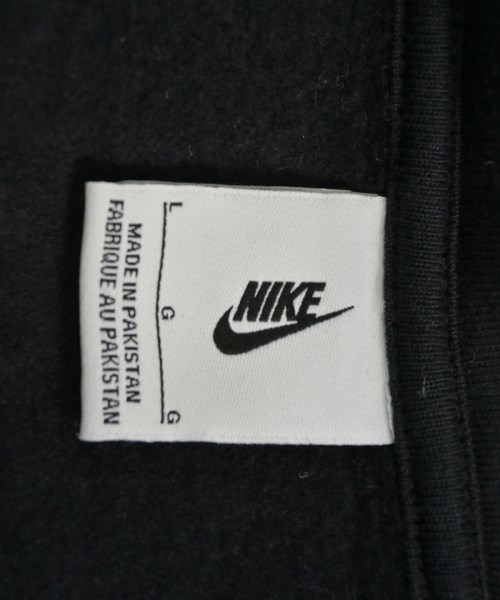 NIKE
L G G
MADE IN PAKISTAN
FABRIQUE AU PAKISTAN